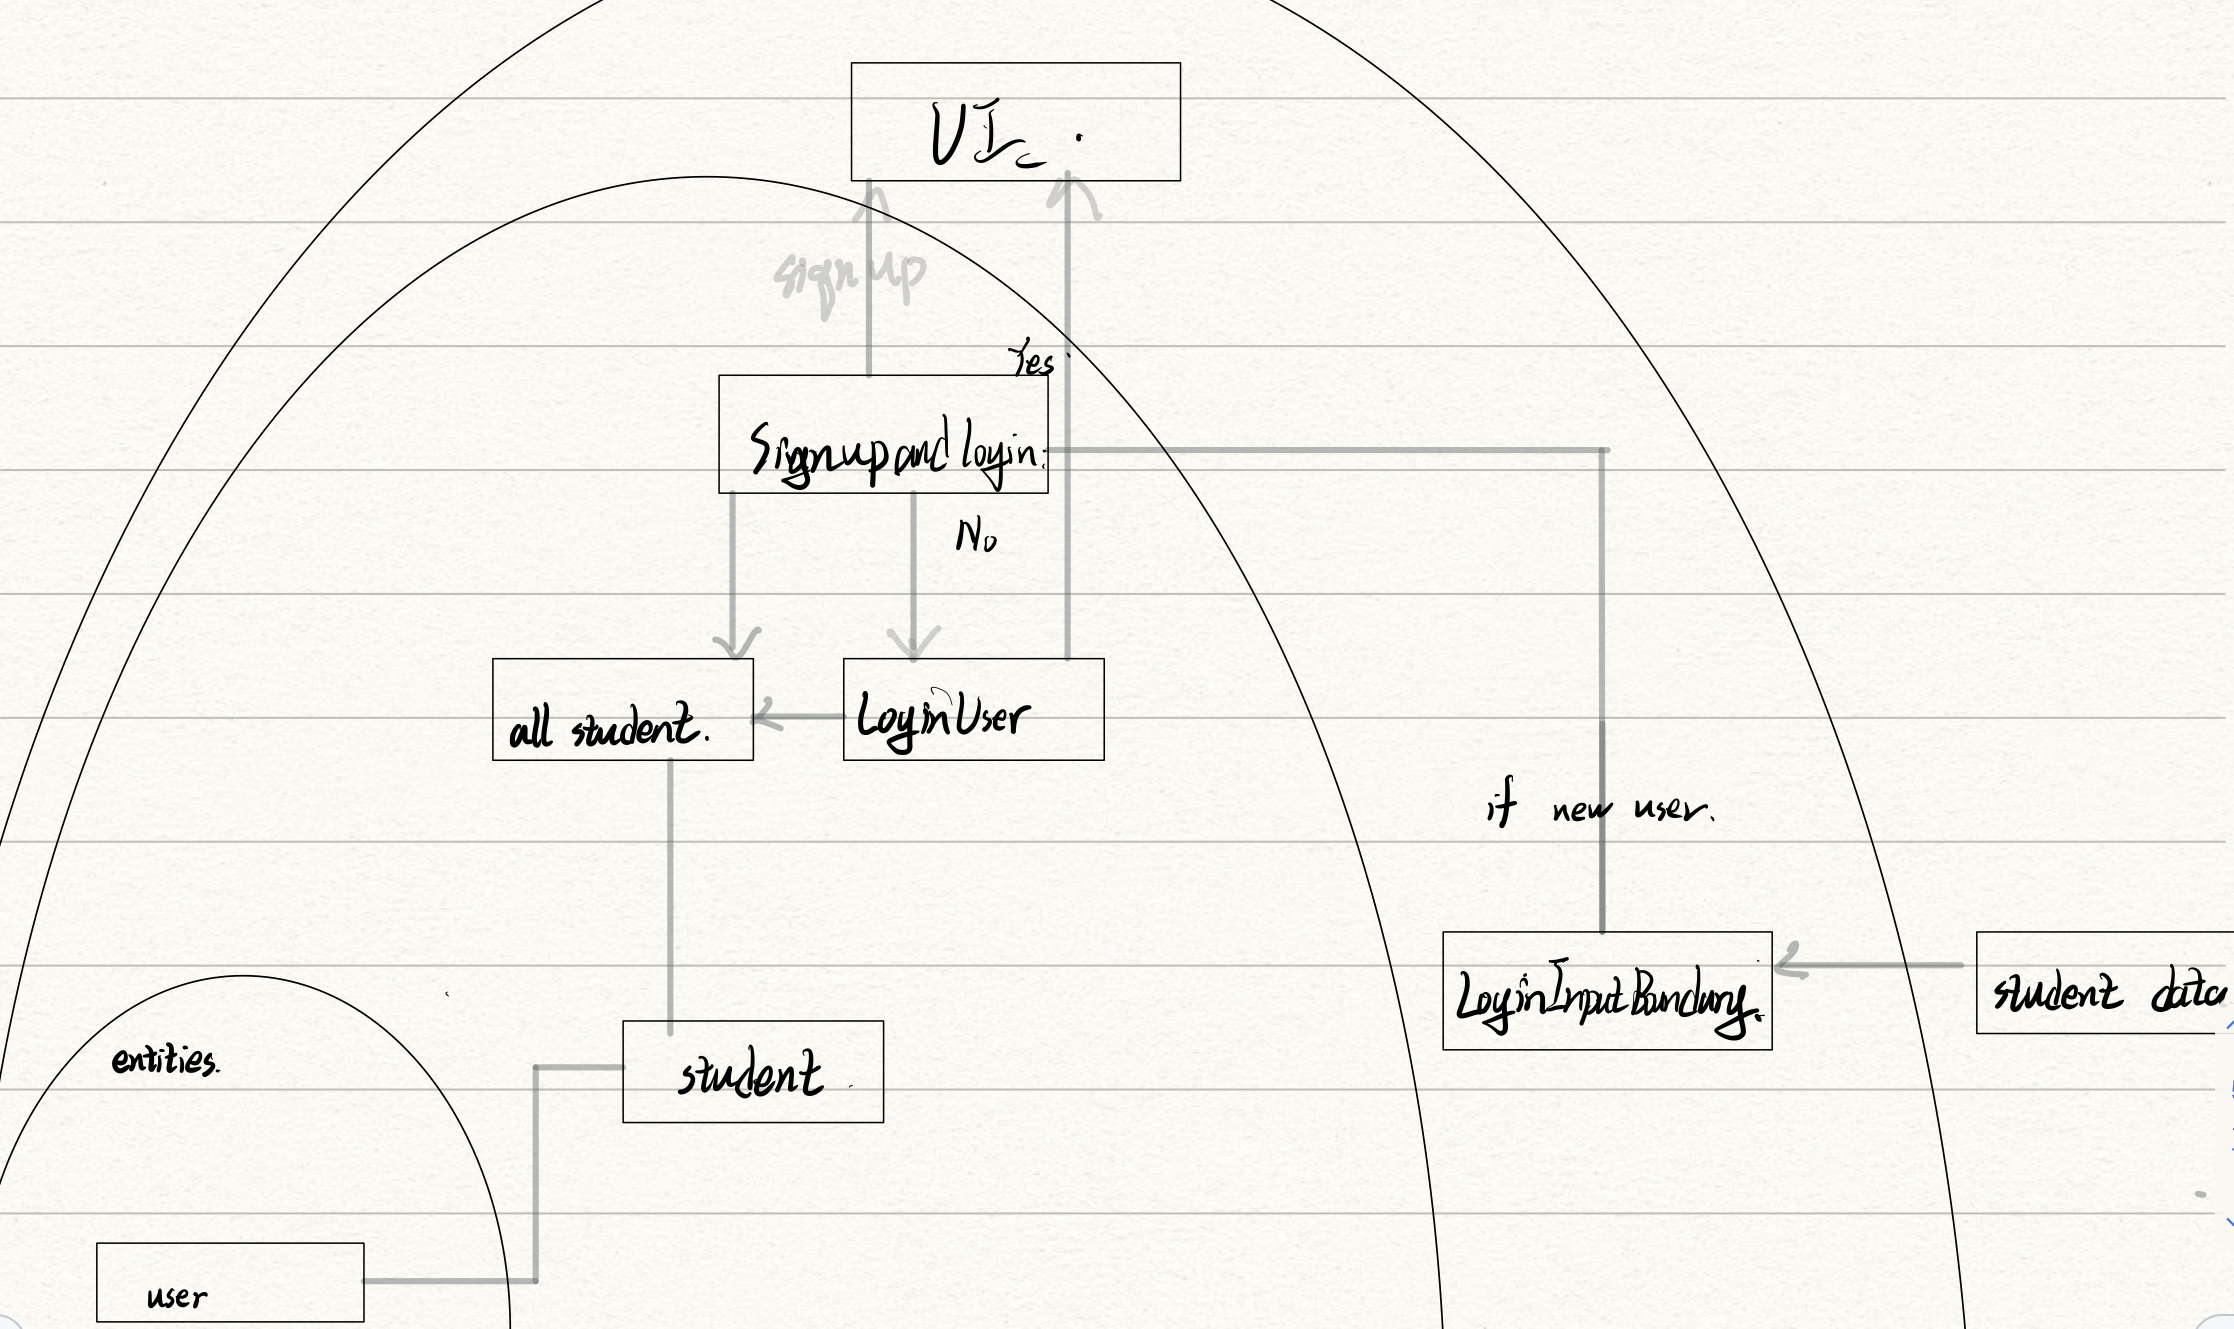 UI.
sign up
Yes
Signup and login.
No
all student.
LoginUser
if new user.
LoginInputBundary.
student data
entities.
student
user